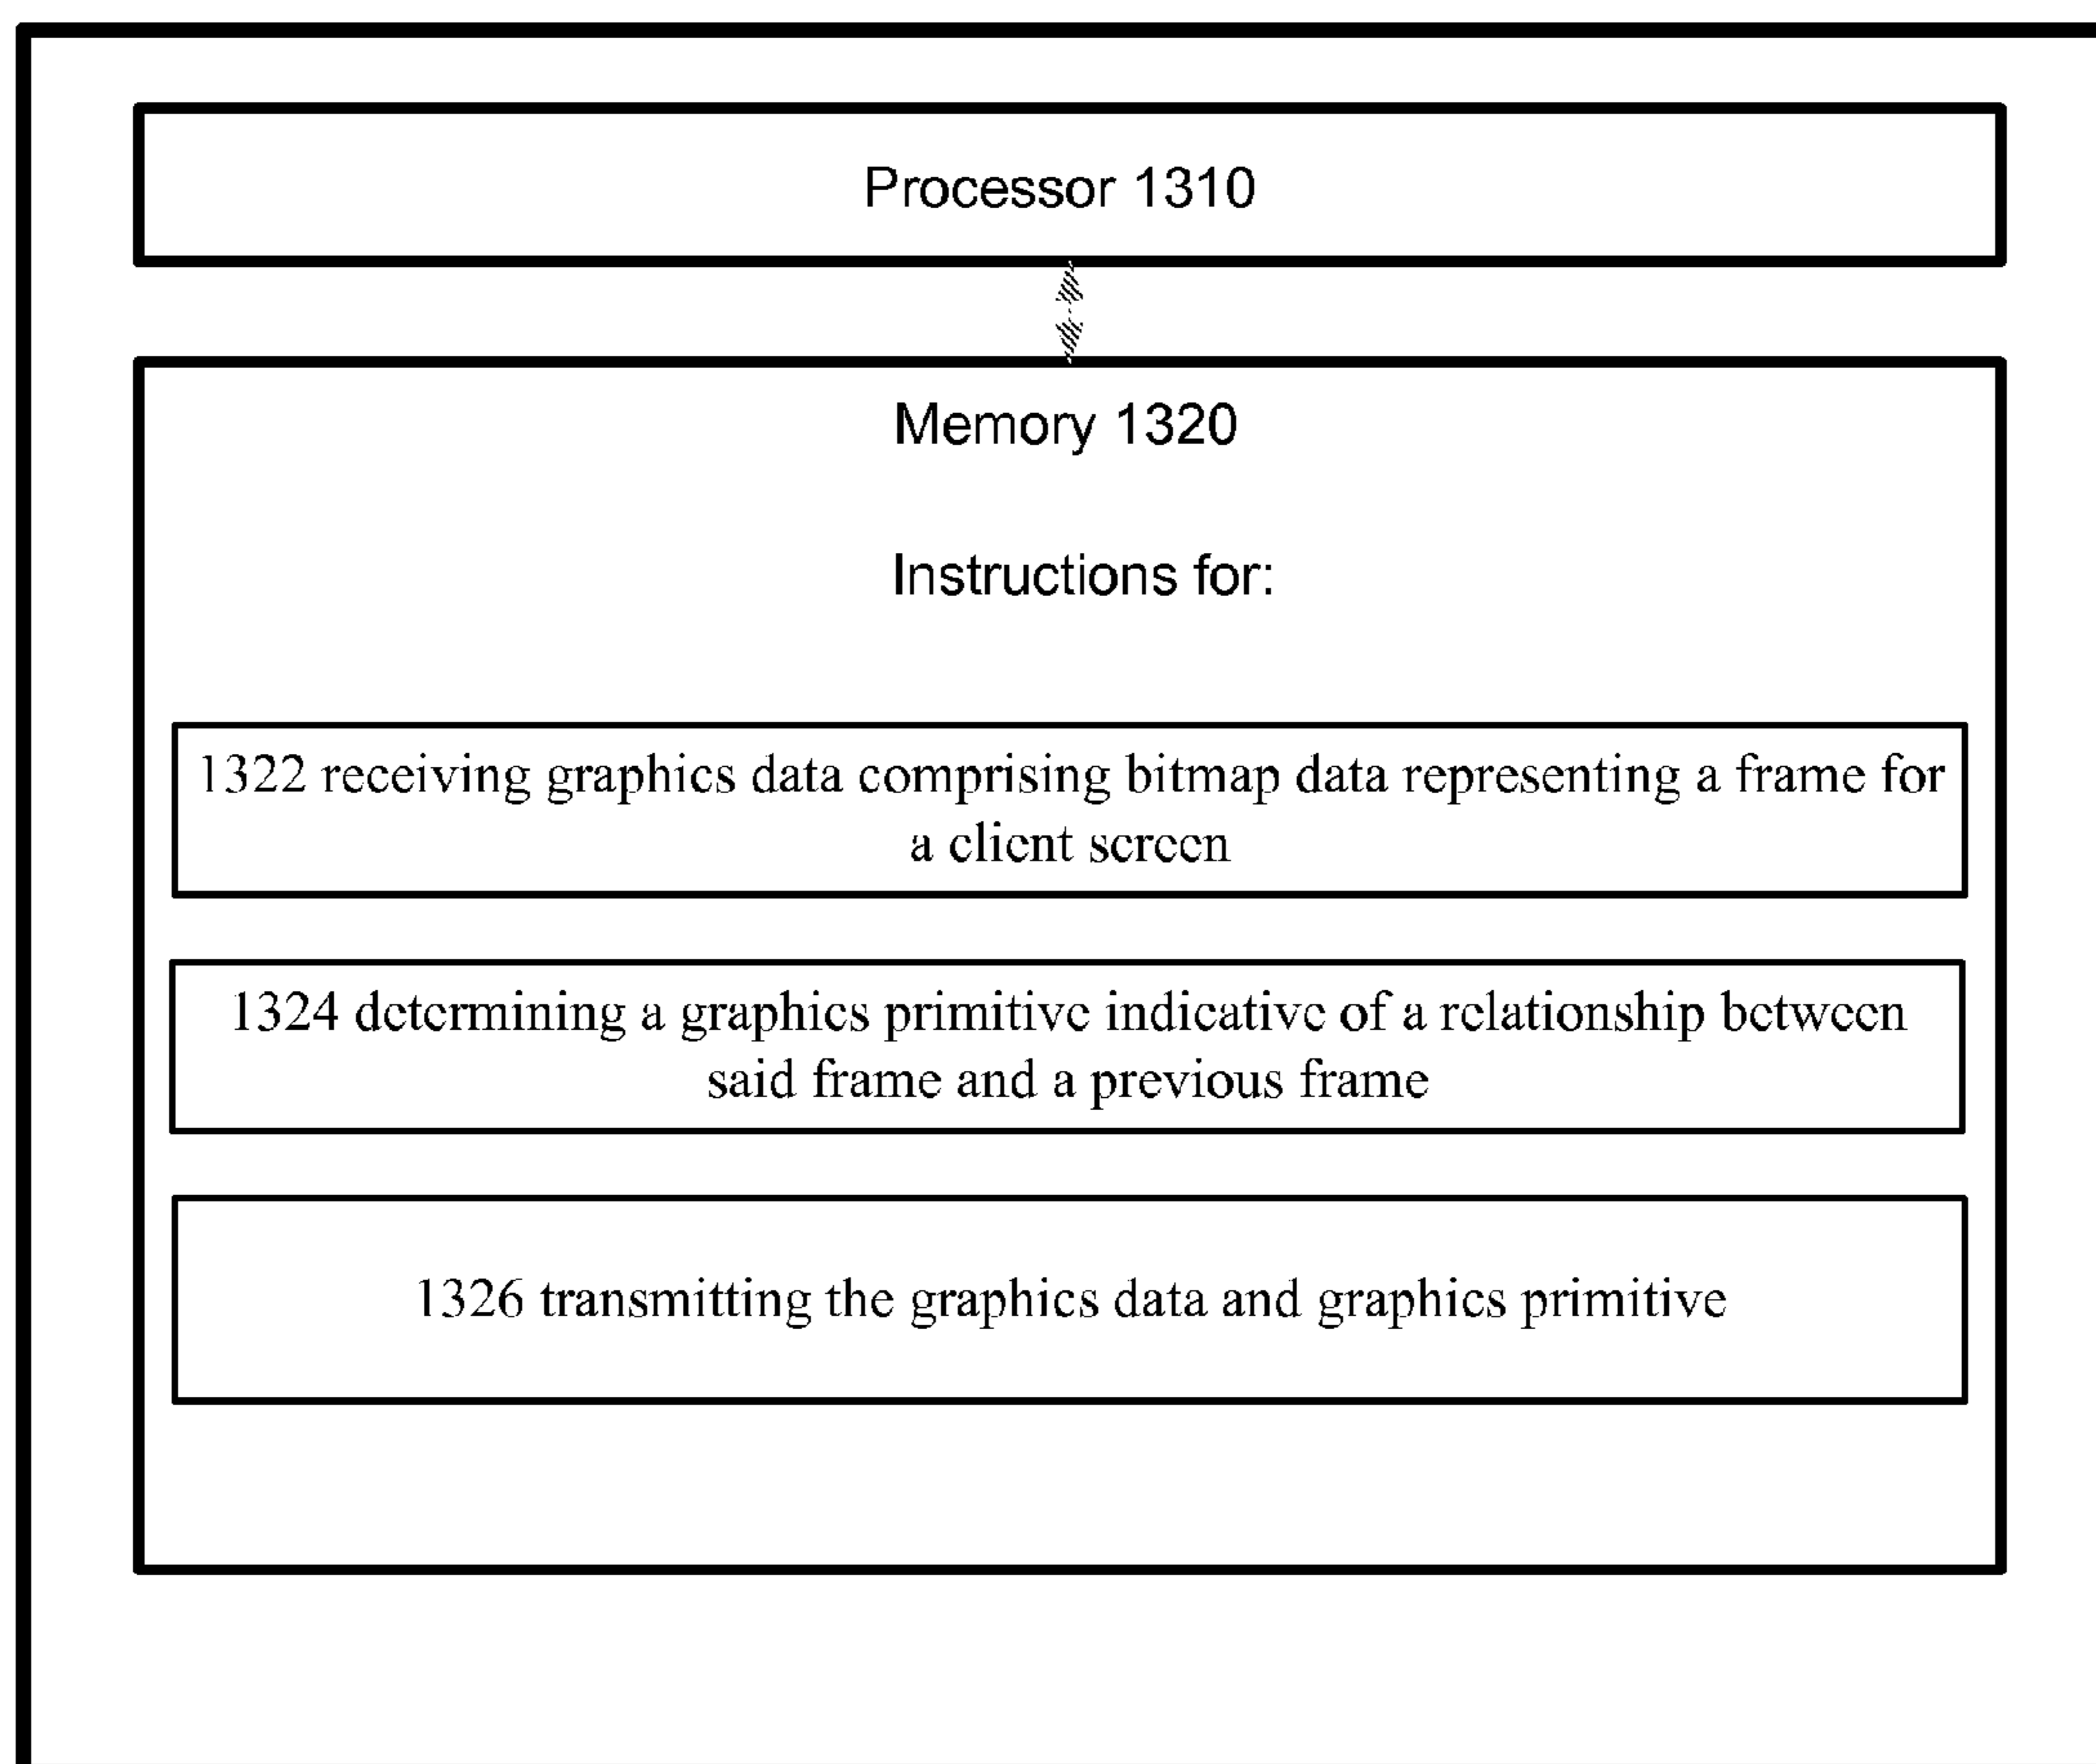 Processor 1310
Memory 1320
Instructions for:
1322 receiving graphics data comprising bitmap data representing a frame for
a client screen
1324 determining a graphics primitive indicative of a relationship between
said frame and a previous frame
1326 transmitting the graphics data and graphics primitive